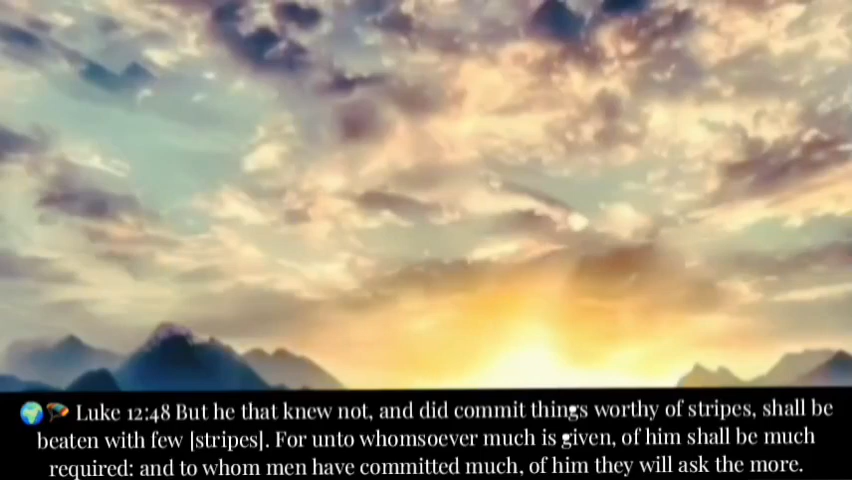 🌍🪂 Luke 12:48 But he that knew not, and did commit things worthy of stripes, shall be
beaten with few [stripes]. For unto whomsoever much is given, of him shall be much
required: and to whom men have committed much, of him they will ask the more.